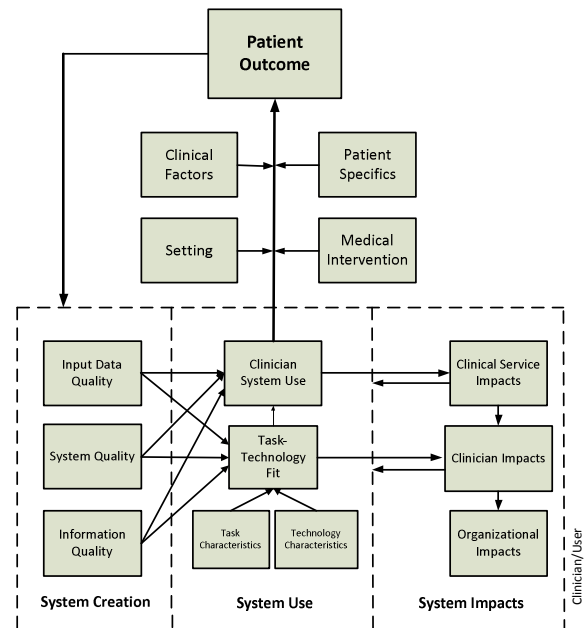 Patient
Outcome
Clinical
Factors
Patient
Specifics
Setting
Medical
Intervention
Input Data
Quality
Clinician
System Use
Clinical Service
Impacts
System Quality
Task-
Technology
Fit
Clinician Impacts
Information
Quality
Task
Characteristics
Technology
Characteristics
Organizational
Impacts
System Creation
System Use
System Impacts
Clinician/User